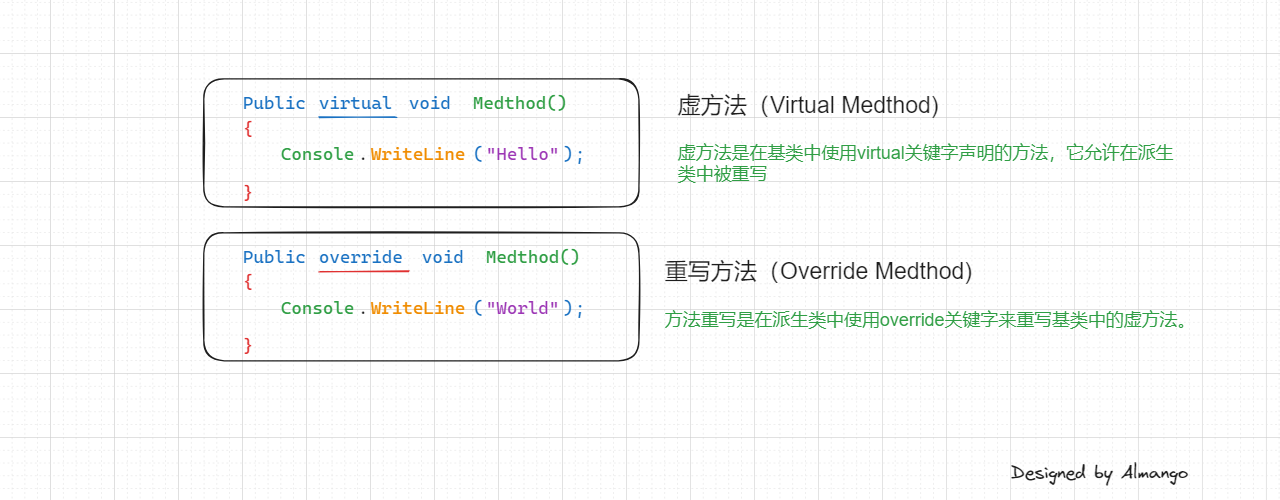 Public virtual void Medthod()
{
Console.WriteLine("Hello");
}
虚方法（Virtual Medthod）
虚方法是在基类中使用virtual关键字声明的方法，它允许在派生
类中被重写
Public override void Medthod()
{
Console.WriteLine("World");
}
重写方法（Override Medthod）
方法重写是在派生类中使用override关键字来重写基类中的虚方法。
Designed by Almango